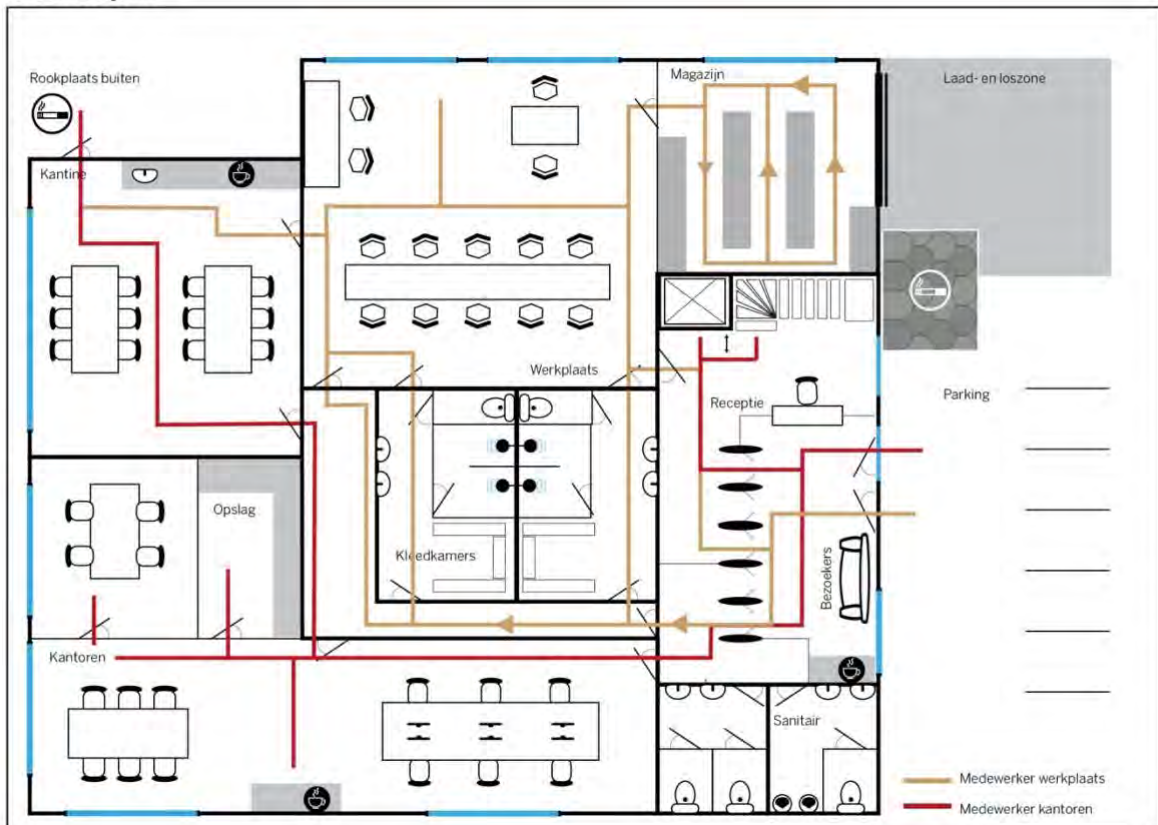 Rookplaats buiten
Magazijn
Laad- en loszone
Kantine
Werkplaats
Receptie
Parking
Opslag
Kleedkamers
Bezoekers
Kantoren
Sanitair
Medewerker werkplaats
Medewerker kantoren